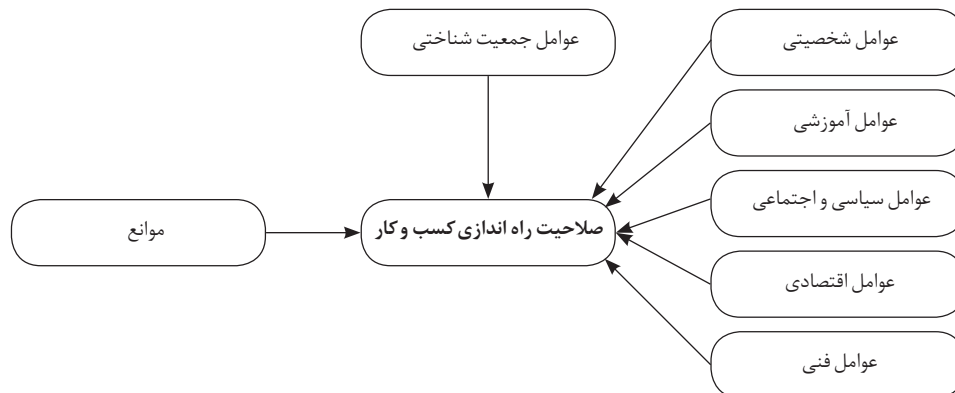 عوامل شخصیتی
عوامل جمعیت شناختی
عوامل آموزشی
عوامل سیاسی و اجتماعی
صلاحیت راه اندازی کسب و کار
موانع
عوامل اقتصادی
عوامل فنی